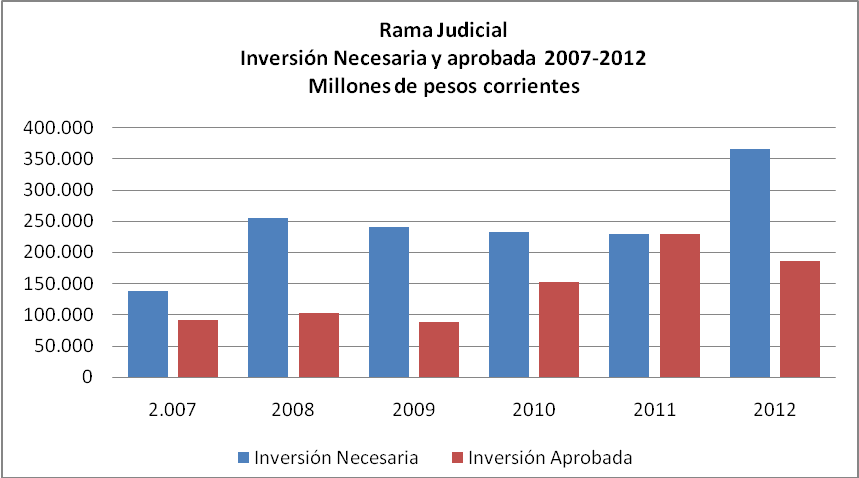 Rama Judicial
Inversión Necesaria y aprobada 2007-2012
Millones de pesos corrientes
400.000
350.000
300.000
250.000
200.000
150.000
100.000
50.000
0
2.007 2008 2009 2010 2011 2012
Inversión Necesaria Inversión Aprobada